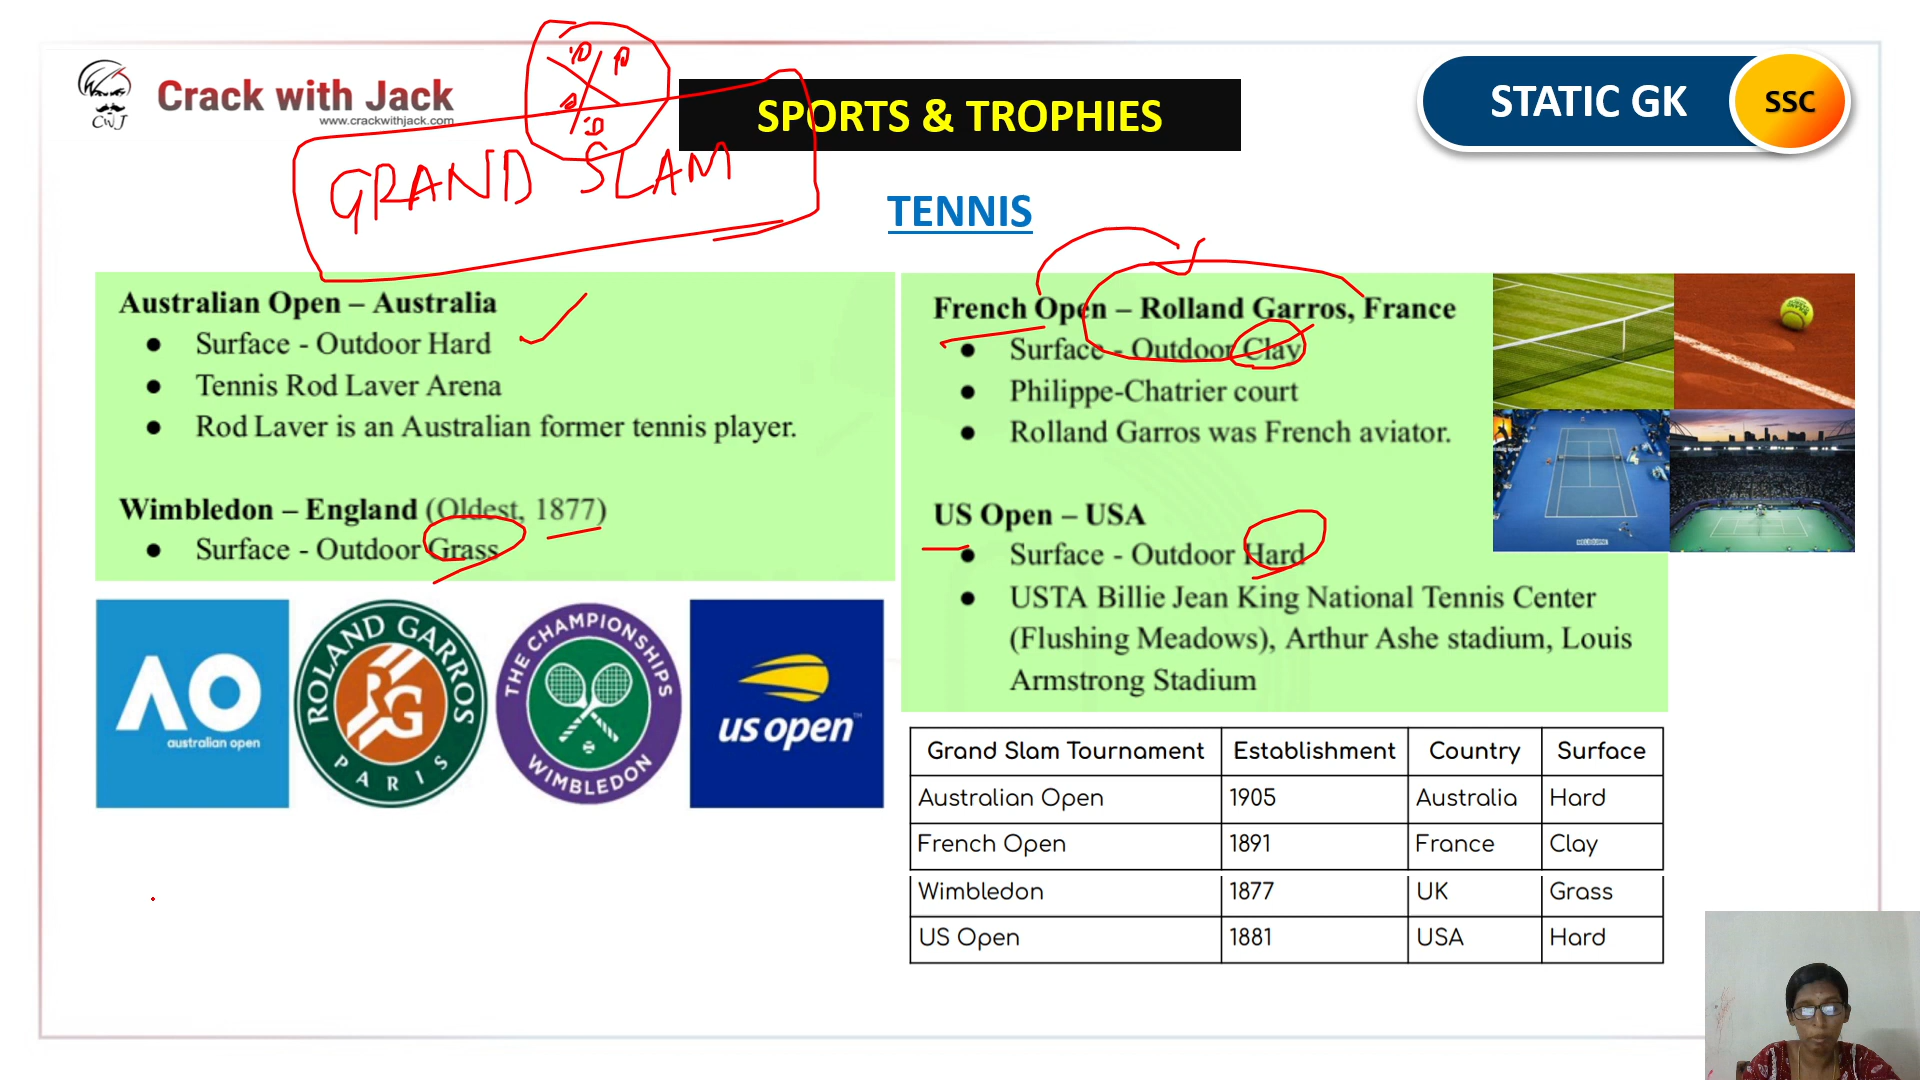 Crack with Jack
www.crackwithjack.com
CWJ
SPORTS & TROPHIES
STATIC GK
SSC
GRAND SLAM
TENNIS
Australian Open – Australia
● Surface - Outdoor Hard
● Tennis Rod Laver Arena
● Rod Laver is an Australian former tennis player.
Wimbledon – England (Oldest, 1877)
● Surface - Outdoor Grass
French Open – Rolland Garros, France
● Surface - Outdoor Clay
● Philippe-Chatrier court
● Rolland Garros was French aviator.
US Open – USA
● Surface - Outdoor Hard
● USTA Billie Jean King National Tennis Center
(Flushing Meadows), Arthur Ashe stadium, Louis
Armstrong Stadium
MELBOURNE
AO
australian open
ROLAND GARROS
RG
PARIS
THE CHAMPIONSHIPS
WIMBLEDON
us open
Grand Slam Tournament Establishment Country Surface
Australian Open 1905 Australia Hard
French Open 1891 France Clay
Wimbledon 1877 UK Grass
US Open 1881 USA Hard